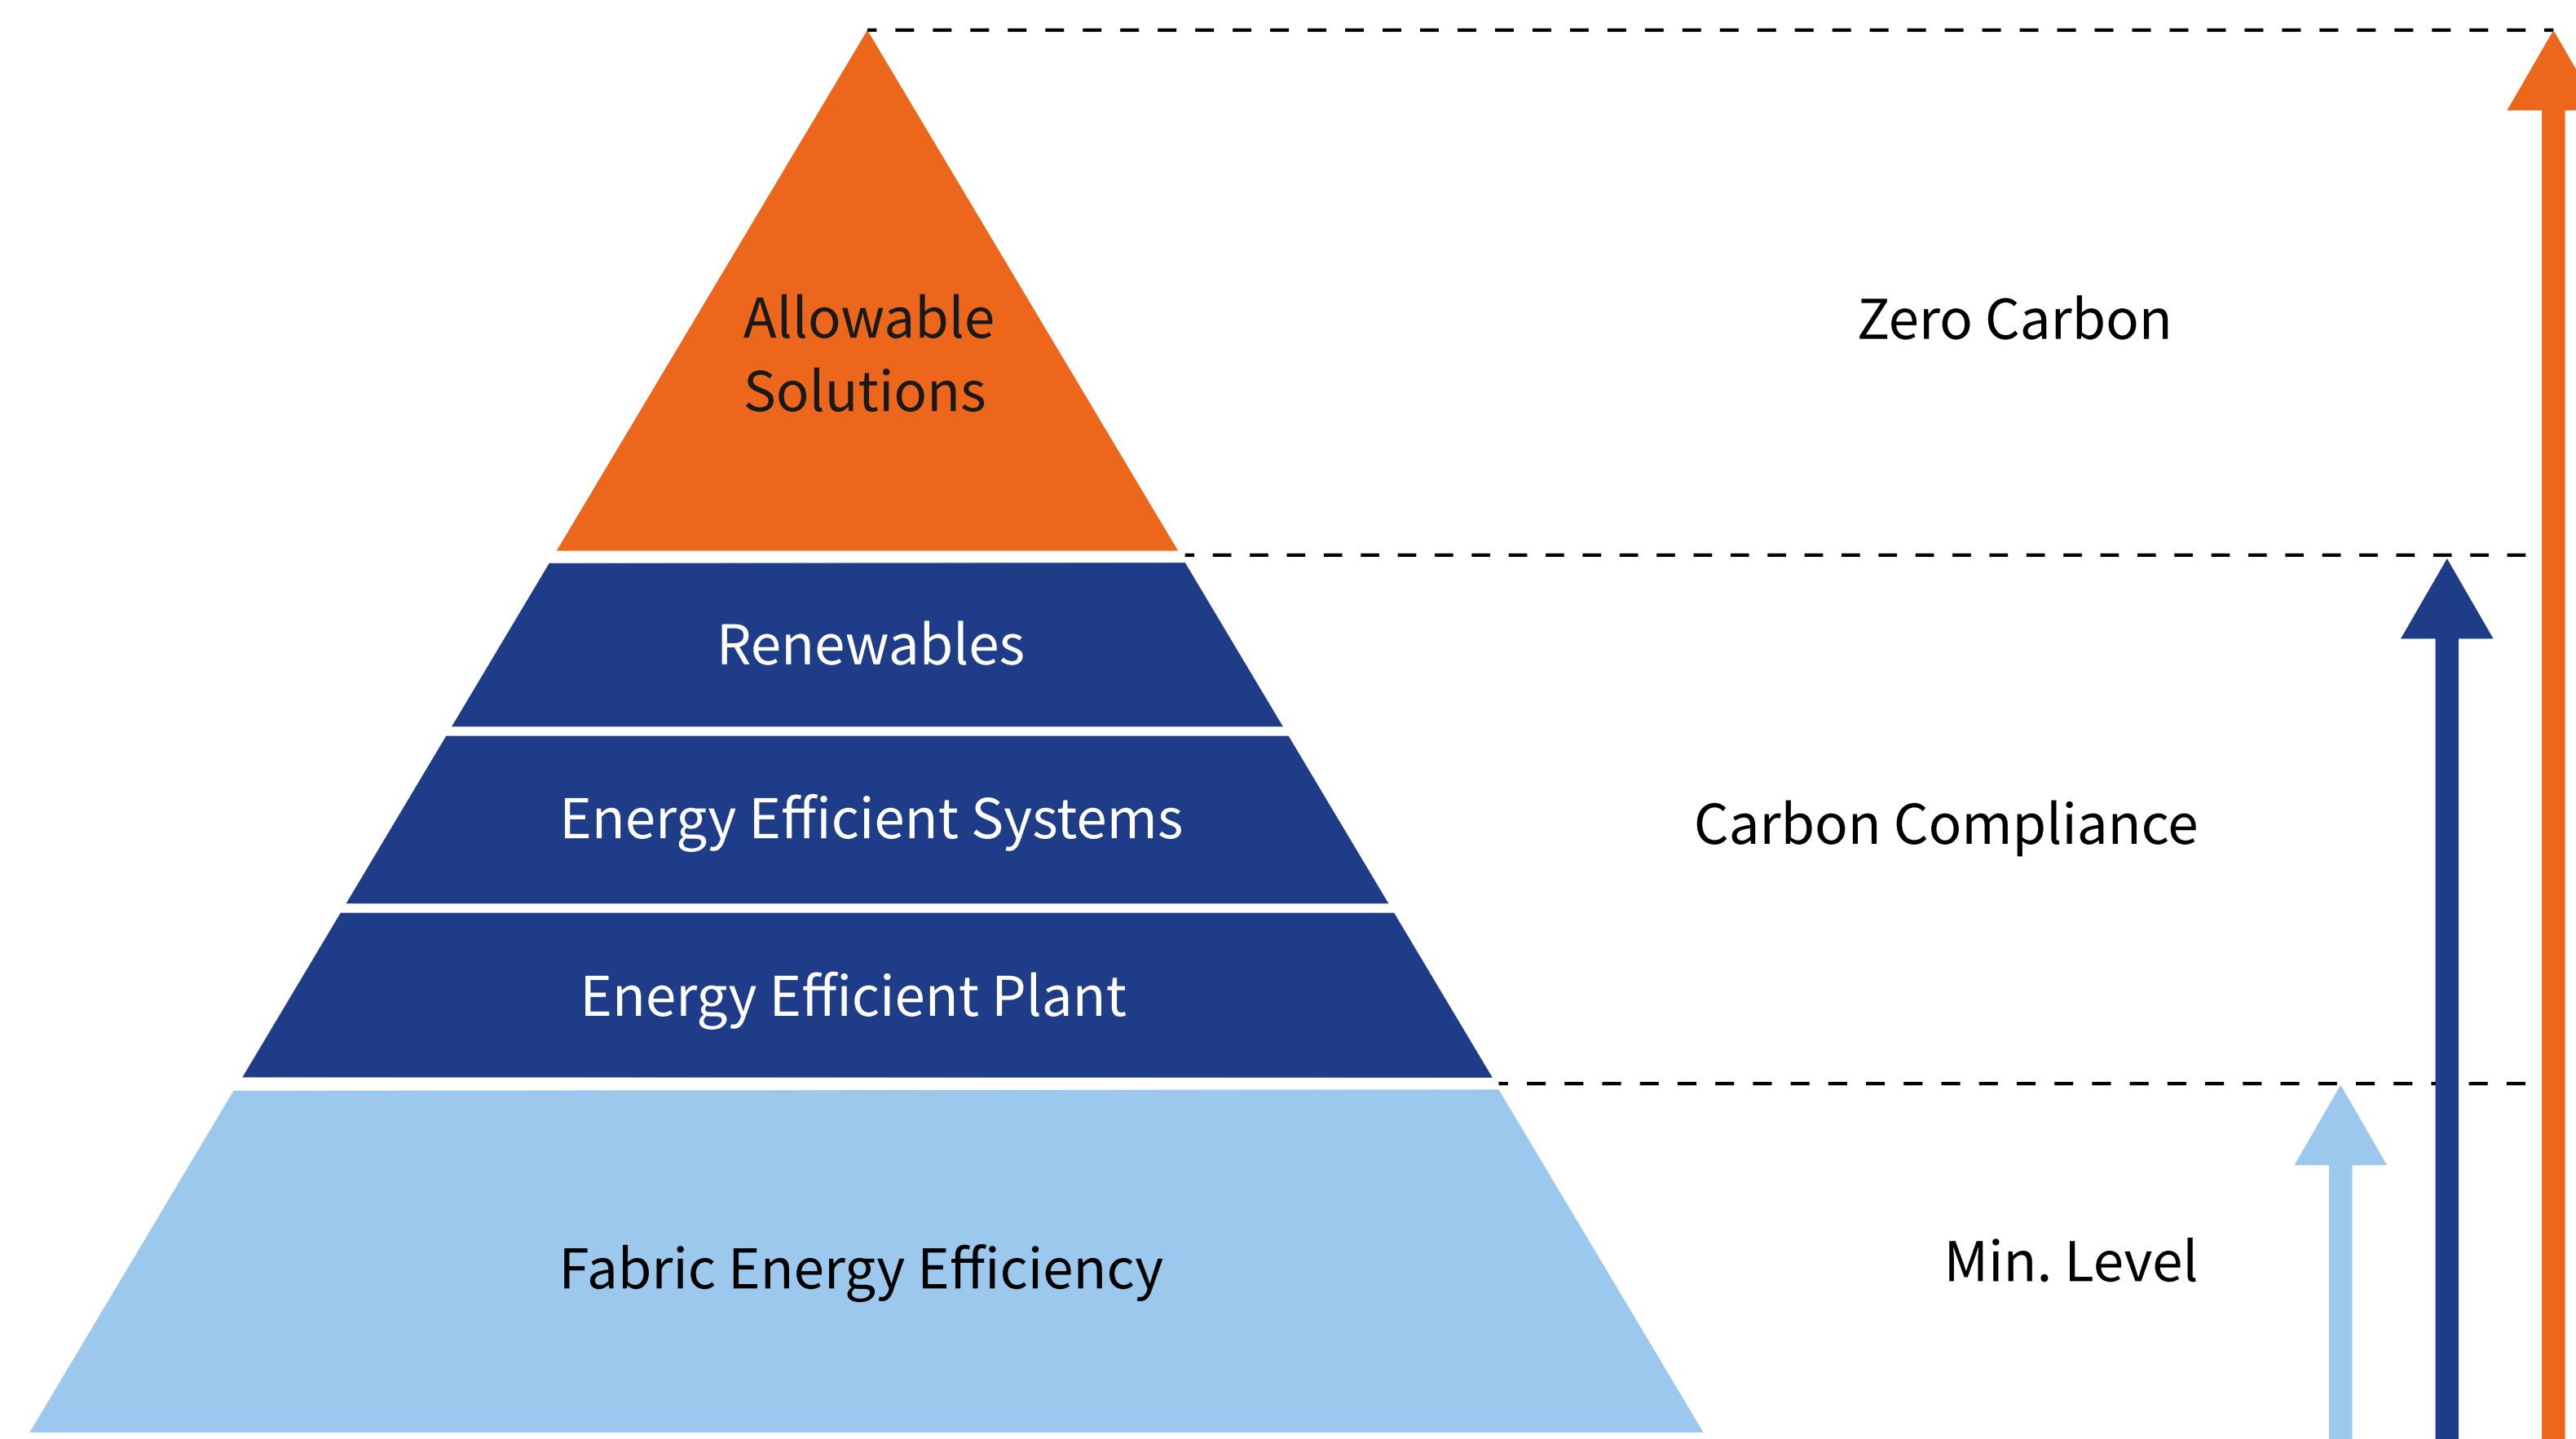 Allowable
Solutions
Zero Carbon
Renewables
Energy Efficient Systems
Carbon Compliance
Energy Efficient Plant
Fabric Energy Efficiency
Min. Level